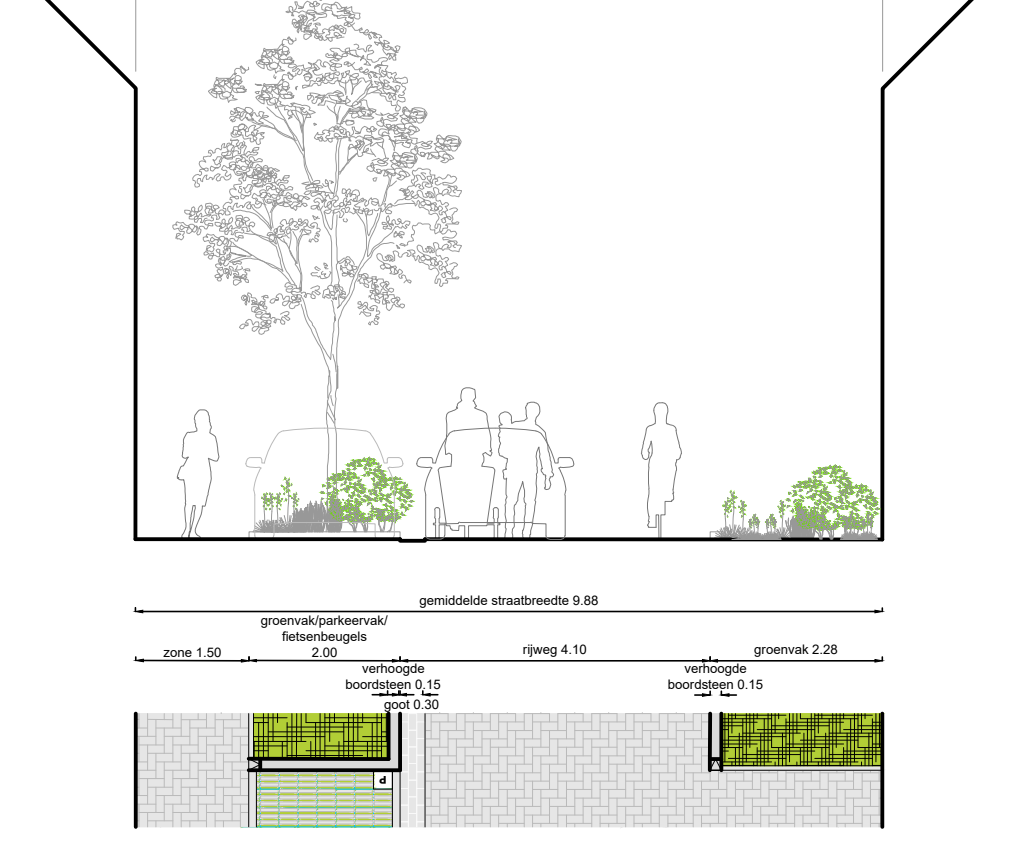 gemiddelde straatbreedte 9.88
groenvak/parkeervak/
fietsenbeugels
zone 1.50
2.00
rijweg 4.10
groenvak 2.28
verhoogde
boordsteen 0.15
goot 0.30
verhoogde
boordsteen 0.15
P